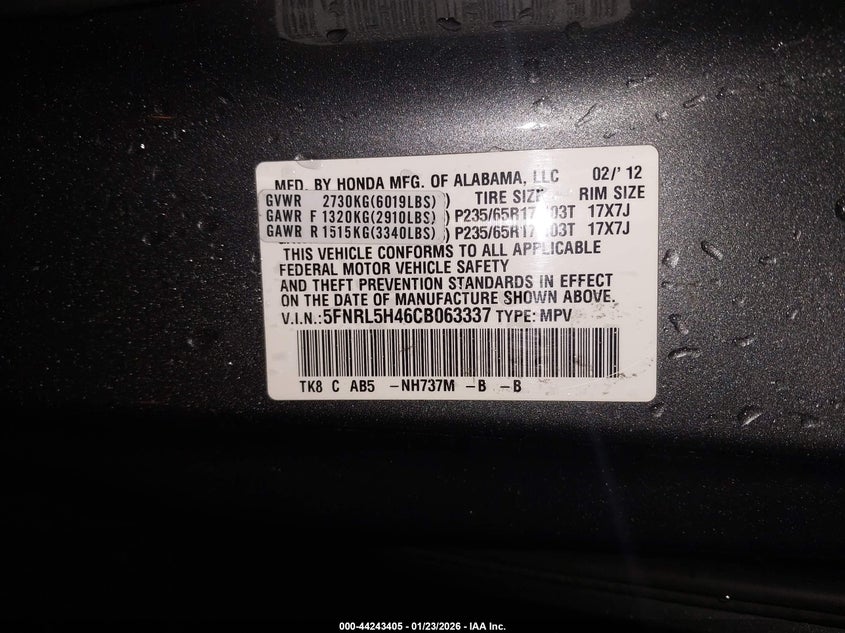 MFD. BY HONDA MFG. OF ALABAMA, LLC 02/' 12
GVWR 2730KG(6019LBS) TIRE SIZE RIM SIZE
GAWR F 1320KG(2910LBS) P235/65R17 103T 17X7J
GAWR R 1515KG(3340LBS) P235/65R17 103T 17X7J
THIS VEHICLE CONFORMS TO ALL APPLICABLE
FEDERAL MOTOR VEHICLE SAFETY
AND THEFT PREVENTION STANDARDS IN EFFECT
ON THE DATE OF MANUFACTURE SHOWN ABOVE.
V.I.N.:5FNRL5H46CB063337 TYPE: MPV
TK8 C AB5 -NH737M -B -B
000-44243405 - 01/23/2026 - IAA Inc.